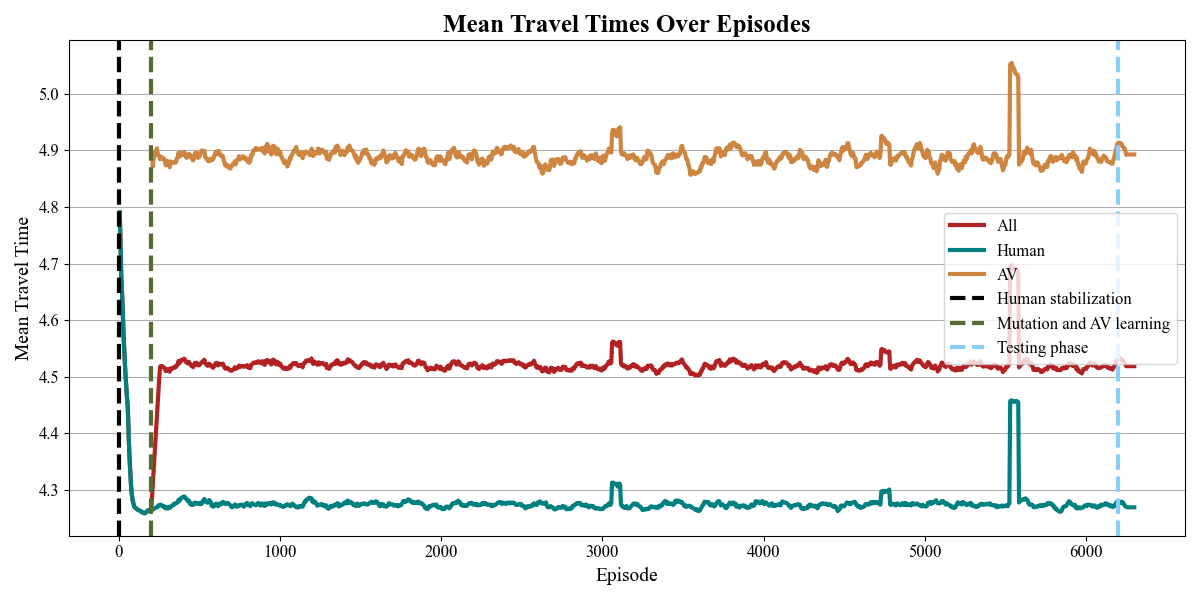 Mean Travel Times Over Episodes
Mean Travel Time
5.0
4.9
4.8
4.7
4.6
4.5
4.4
4.3
All
Human
AV
Human stabilization
Mutation and AV learning
Testing phase
0 1000 2000 3000 4000 5000 6000
Episode